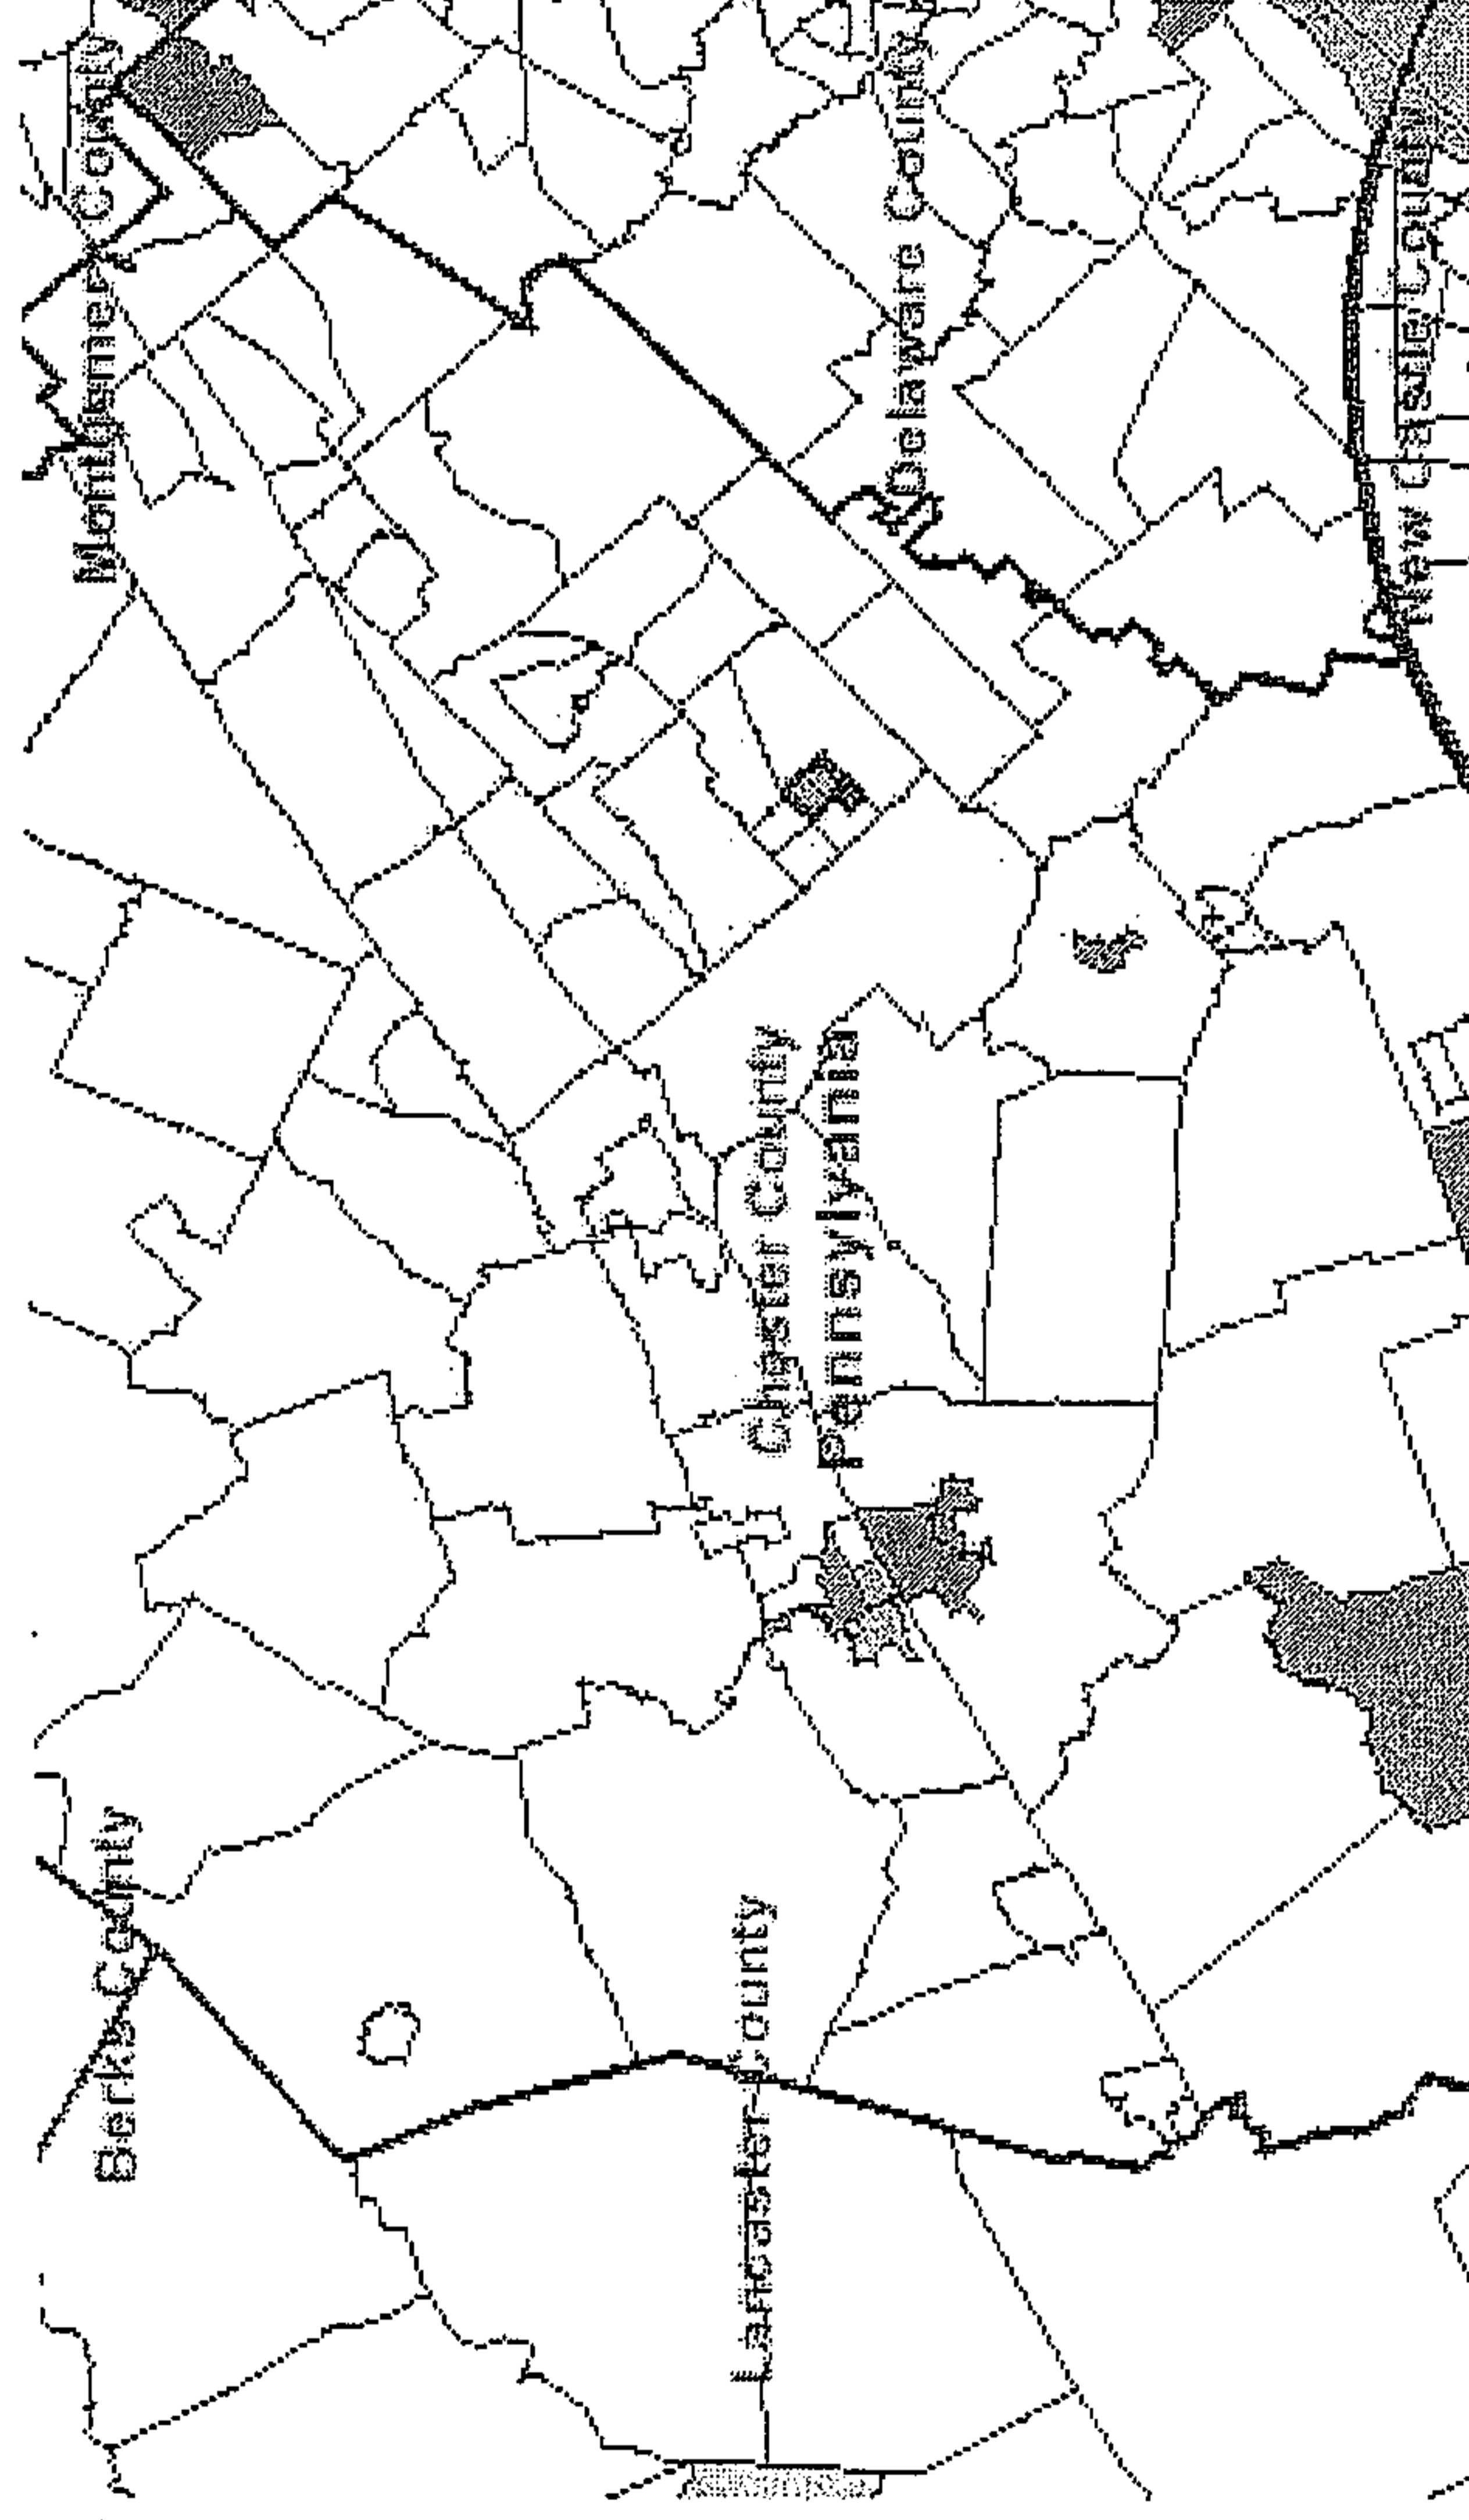 Montgomery County
Delaware County
New Castle County
Chester County
Pennsylvania
Berks County
Lancaster County